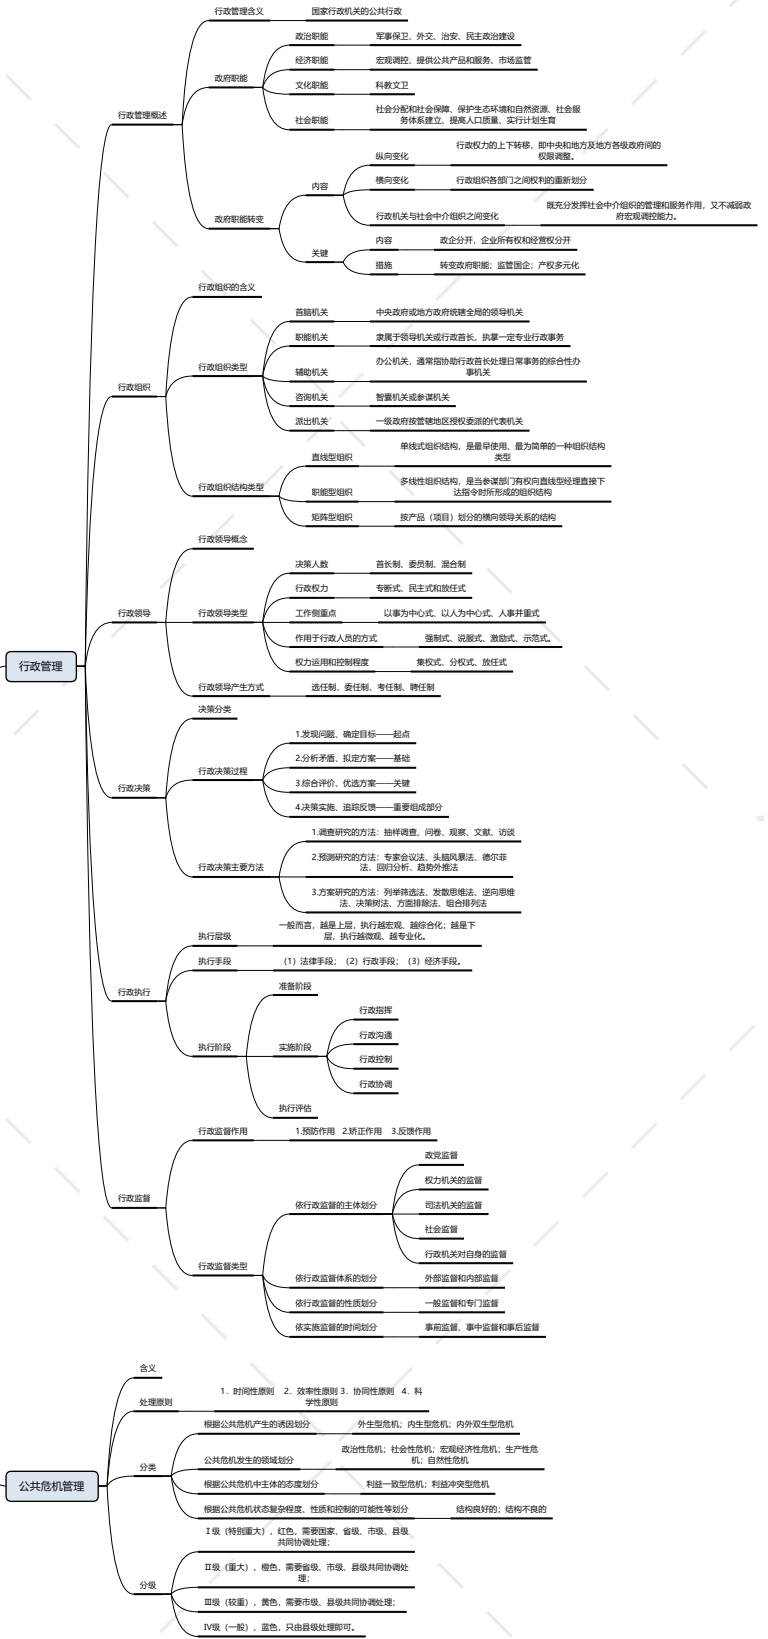 行政管理
行政管理概述
行政管理含义
国家行政机关的公共行政
政府职能
政治职能
军事保卫、外交、治安、民主政治建设
经济职能
宏观调控、提供公共产品和服务、市场监管
文化职能
科教文卫
社会职能
社会分配和社会保障、保护生态环境和自然资源、社会服
务体系建立、提高人口质量、实行计划生育
政府职能转变
内容
纵向变化
行政权力的上下转移，即中央和地方及地方各级政府间的
权限调整。
横向变化
行政组织各部门之间权利的重新划分
行政机关与社会中介组织之间变化
既充分发挥社会中介组织的管理和服务作用，又不减弱政
府宏观调控能力。
关键
内容
政企分开，企业所有权和经营权分开
措施
转变政府职能；监管国企；产权多元化
行政组织
行政组织的含义
行政组织类型
首脑机关
中央政府或地方政府统辖全局的领导机关
职能机关
隶属于领导机关或行政首长，执掌一定专业行政事务
辅助机关
办公机关，通常指协助行政首长处理日常事务的综合性办
事机关
咨询机关
智囊机关或参谋机关
派出机关
一级政府按管辖地区授权委派的代表机关
行政组织结构类型
直线型组织
单线式组织结构，是最早使用、最为简单的一种组织结构
类型
职能型组织
多线性组织结构，是当参谋部门有权向直线型经理直接下
达指令时所形成的组织结构
矩阵型组织
按产品（项目）划分的横向领导关系的结构
行政领导
行政领导概念
行政领导类型
决策人数
首长制、委员制、混合制
行政权力
专断式、民主式和放任式
工作侧重点
以事为中心式、以人为中心式、人事并重式
作用于行政人员的方式
强制式、说服式、激励式、示范式。
权力运用和控制程度
集权式、分权式、放任式
行政领导产生方式
选任制、委任制、考任制、聘任制
行政决策
决策分类
行政决策过程
1.发现问题、确定目标——起点
2.分析矛盾、拟定方案——基础
3.综合评价、优选方案——关键
4.决策实施、追踪反馈——重要组成部分
行政决策主要方法
1.调查研究的方法：抽样调查、问卷、观察、文献、访谈
2.预测研究的方法：专家会议法、头脑风暴法、德尔菲
法、回归分析、趋势外推法
3.方案研究的方法：列举筛选法、发散思维法、逆向思维
法、决策树法、方面排除法、组合排列法
行政执行
执行层级
一般而言，越是上层，执行越宏观、越综合化；越是下
层，执行越微观、越专业化。
执行手段
（1）法律手段；（2）行政手段；（3）经济手段。
执行阶段
准备阶段
实施阶段
行政指挥
行政沟通
行政控制
行政协调
执行评估
行政监督
行政监督作用
1.预防作用 2.矫正作用 3.反馈作用
行政监督类型
依行政监督的主体划分
政党监督
权力机关的监督
司法机关的监督
社会监督
行政机关对自身的监督
依行政监督体系的划分
外部监督和内部监督
依行政监督的性质划分
一般监督和专门监督
依实施监督的时间划分
事前监督、事中监督和事后监督
公共危机管理
含义
处理原则
1．时间性原则 2．效率性原则 3．协同性原则 4．科
学性原则
分类
根据公共危机产生的诱因划分
外生型危机；内生型危机；内外双生型危机
公共危机发生的领域划分
政治性危机；社会性危机；宏观经济性危机；生产性危
机；自然性危机
根据公共危机中主体的态度划分
利益一致型危机；利益冲突型危机
根据公共危机状态复杂程度、性质和控制的可能性等划分
结构良好的；结构不良的
分级
Ⅰ级（特别重大），红色，需要国家、省级、市级、县级
共同协调处理；
Ⅱ级（重大），橙色，需要省级、市级、县级共同协调处
理；
Ⅲ级（较重），黄色，需要市级、县级共同协调处理；
Ⅳ级（一般），蓝色，只由县级处理即可。